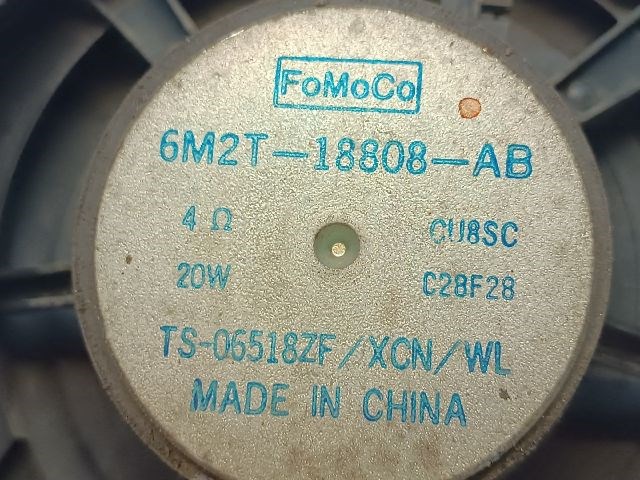 FoMoCo
6M2T-18808-AB
4 Ω CU8SC
20W C28F28
TS-06518ZF/XCN/WL
MADE IN CHINA